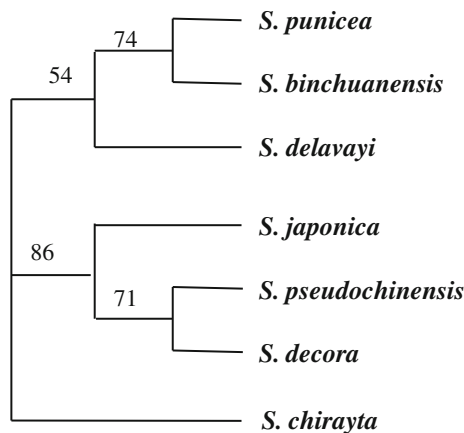 S. punicea
74
54
S. binchuanensis
S. delavayi
S. japonica
86
S. pseudochinensis
71
S. decora
S. chirayta